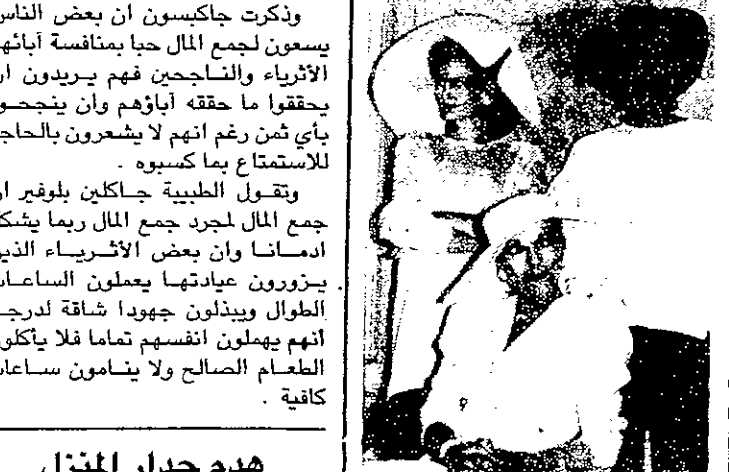 وذكرت جاكبسون ان بعض الناس
يسعون لجمع المال حبا بمنافسة آبائهم
الأثرياء والناجحين فهم يريدون ان
يحققوا ما حققه آباؤهم وان ينجحوا
بأي ثمن رغم انهم لا يشعرون بالحاجة
للاستمتاع بما كسبوه .
وتقول الطبيبة جاكلين بلوفير ان
جمع المال لمجرد جمع المال ربما يشكل
ادمانا وان بعض الأثرياء الذين
يزورون عيادتها يعملون الساعات
الطوال ويبذلون جهودا شاقة لدرجة
أنهم يهملون انفسهم تماما فلا يأكلون
الطعام الصالح ولا ينامون ساعات
كافية .
هدم جدار المنزل